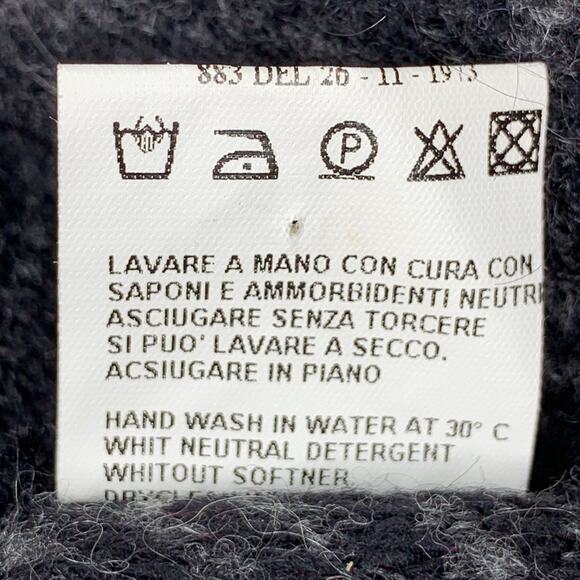 883 DEL 26 - 11 - 1973
P
LAVARE A MANO CON CURA CON
SAPONI E AMMORBIDENTI NEUTRI
ASCIUGARE SENZA TORCERE
SI PUO' LAVARE A SECCO.
ACSIUGARE IN PIANO
HAND WASH IN WATER AT 30° C
WHIT NEUTRAL DETERGENT
WHITOUT SOFTNER